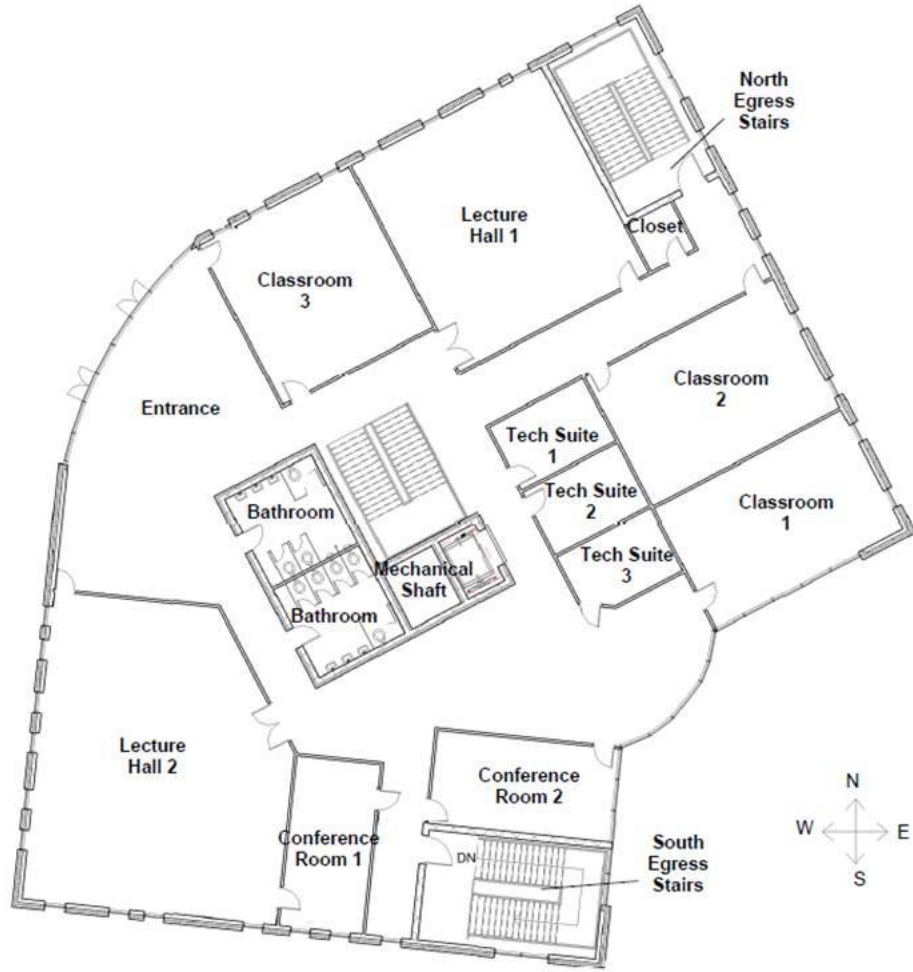 North
Egress
Stairs
Lecture
Hall 1
Closet
Classroom
3
Classroom
2
Entrance
Tech Suite
1
Tech Suite
2
Classroom
1
Bathroom
Tech Suite
3
Mechanical
Shaft
Bathroom
Lecture
Hall 2
Conference
Room 2
Conference
Room 1
DN
South
Egress
Stairs
N
W E
S